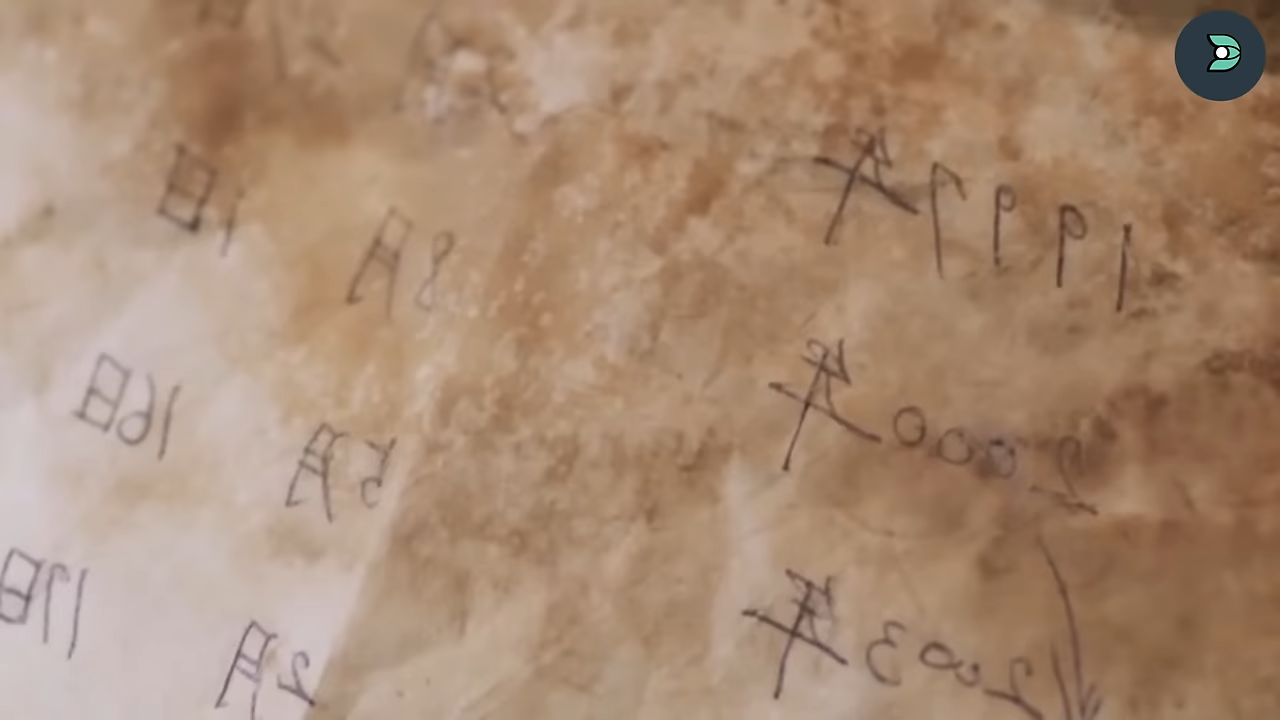 1997年 8月 1日
2000年 5月 16日
2003年 2月 17日